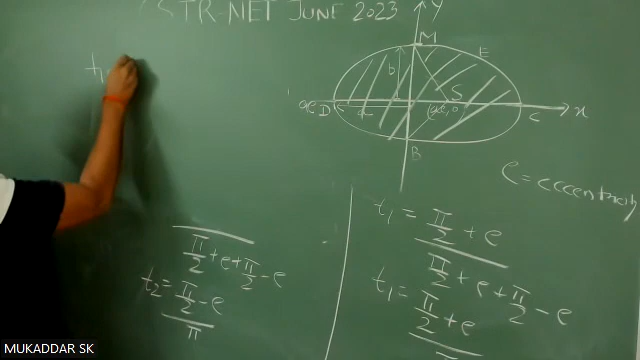 CSIR-NET JUNE 2023
t1
y
M
E
b
S
D
a
(ae, 0)
C
x
B
e = eccentricity
t1 = π/2 + e
π/2 + e + π/2 - e
t1 = π/2 + e
π
π/2 + e + π/2 - e
t2 = π/2 - e
π
MUKADDAR SK